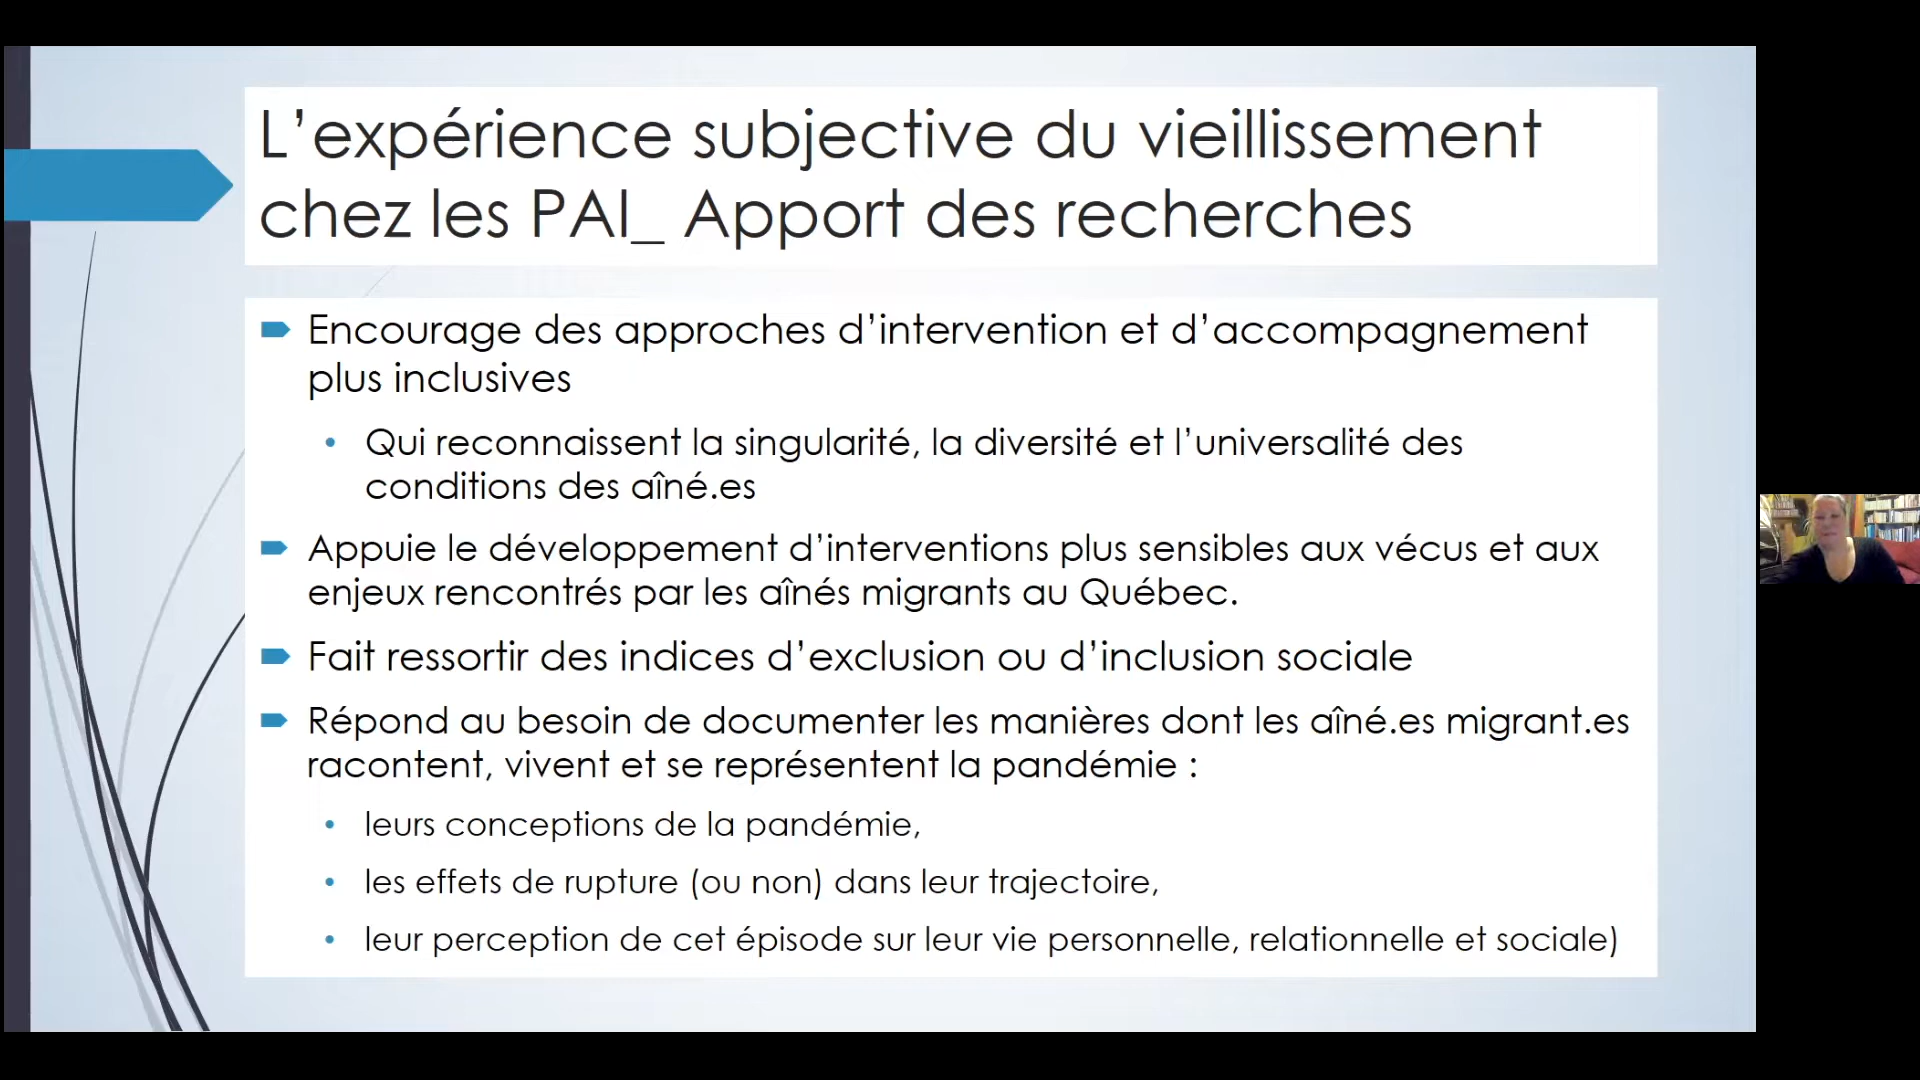 L’expérience subjective du vieillissement
chez les PAI_ Apport des recherches
Encourage des approches d’intervention et d’accompagnement
plus inclusives
• Qui reconnaissent la singularité, la diversité et l’universalité des
conditions des aîné.es
Appuie le développement d’interventions plus sensibles aux vécus et aux
enjeux rencontrés par les aînés migrants au Québec.
Fait ressortir des indices d’exclusion ou d’inclusion sociale
Répond au besoin de documenter les manières dont les aîné.es migrant.es
racontent, vivent et se représentent la pandémie :
• leurs conceptions de la pandémie,
• les effets de rupture (ou non) dans leur trajectoire,
• leur perception de cet épisode sur leur vie personnelle, relationnelle et sociale)